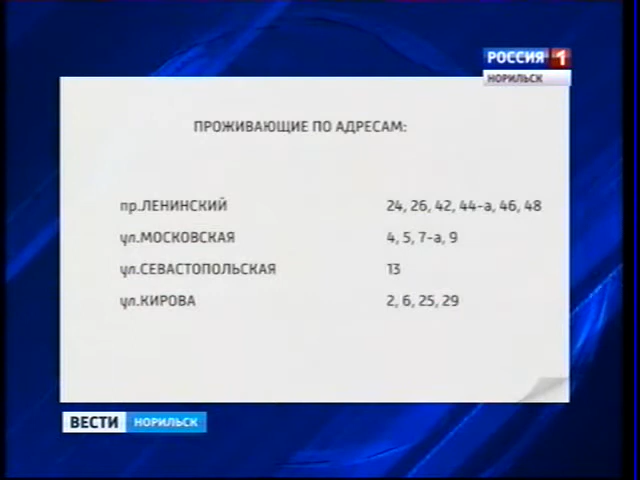 РОССИЯ 1
НОРИЛЬСК
ПРОЖИВАЮЩИЕ ПО АДРЕСАМ:
пр.ЛЕНИНСКИЙ 24, 26, 42, 44-а, 46, 48
ул.МОСКОВСКАЯ 4, 5, 7-а, 9
ул.СЕВАСТОПОЛЬСКАЯ 13
ул.КИРОВА 2, 6, 25, 29
ВЕСТИ НОРИЛЬСК